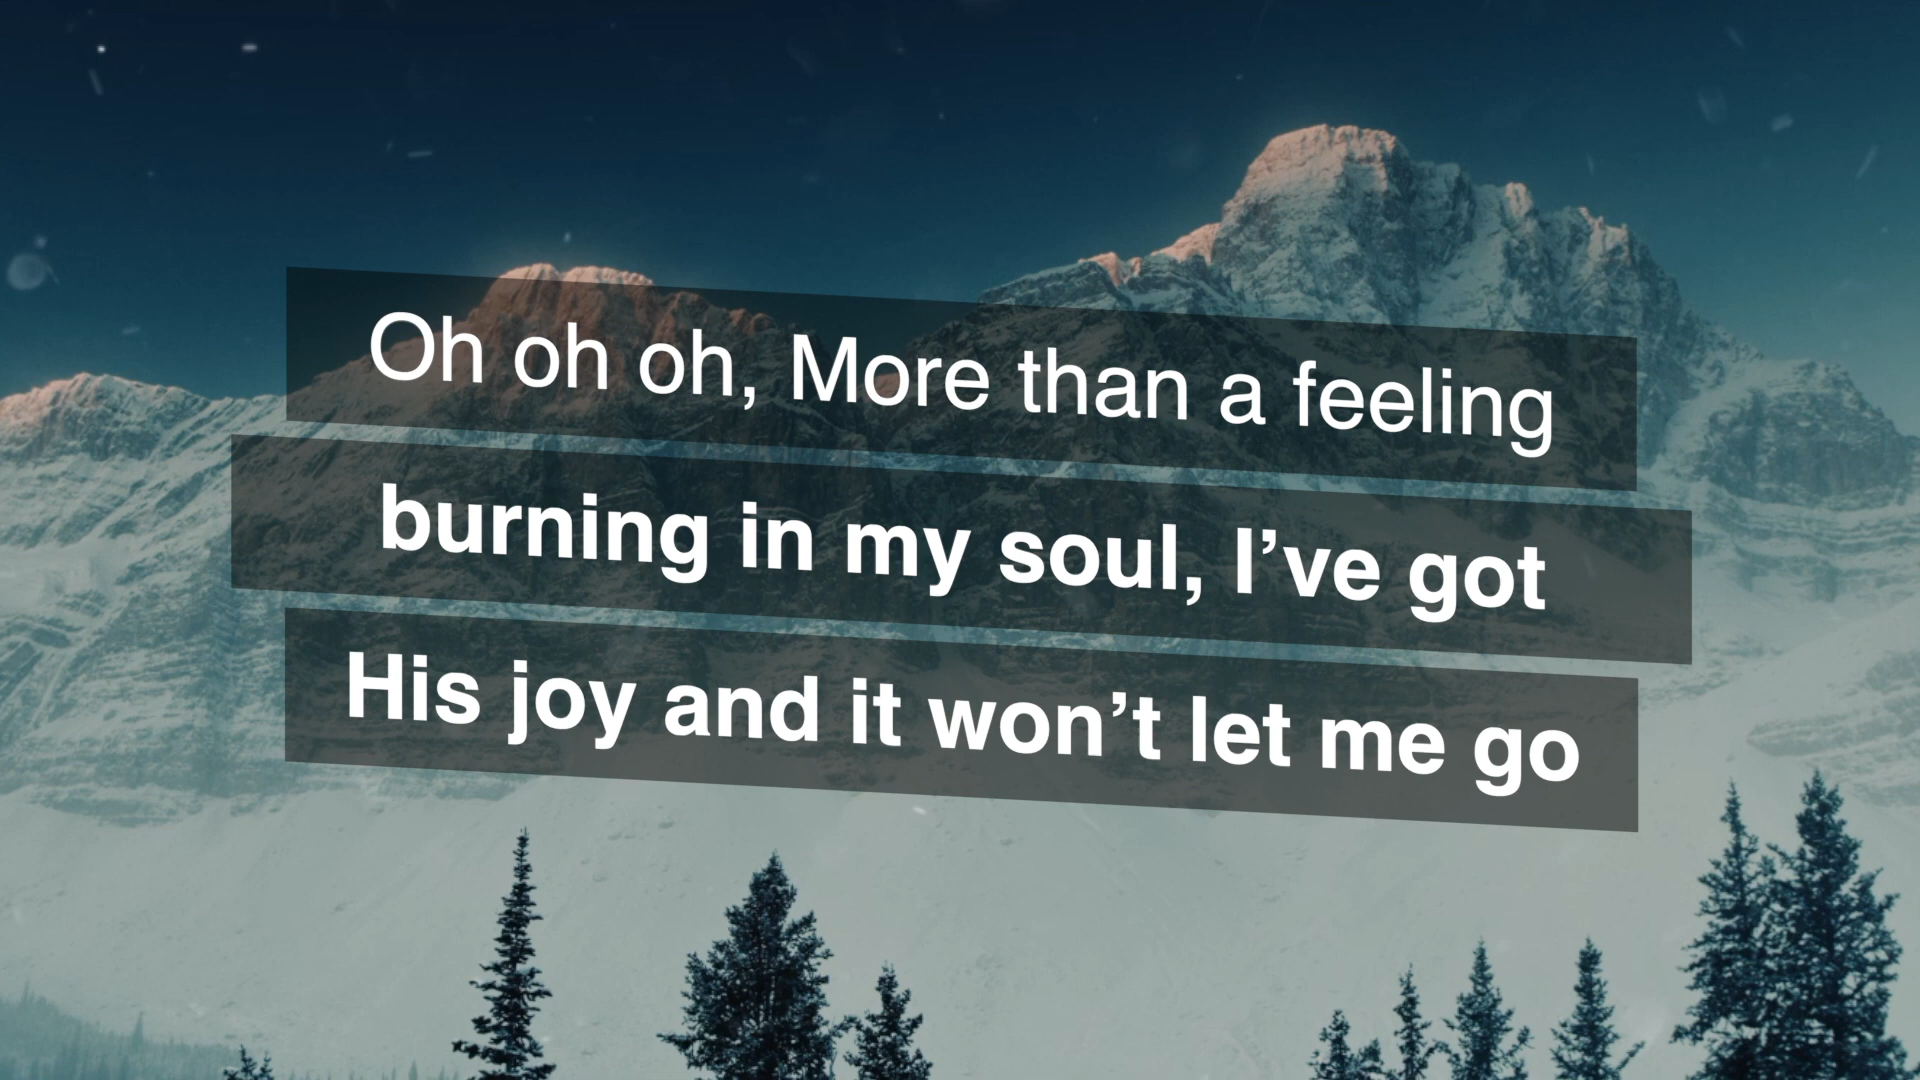 Oh oh oh, More than a feeling
burning in my soul, I’ve got
His joy and it won’t let me go